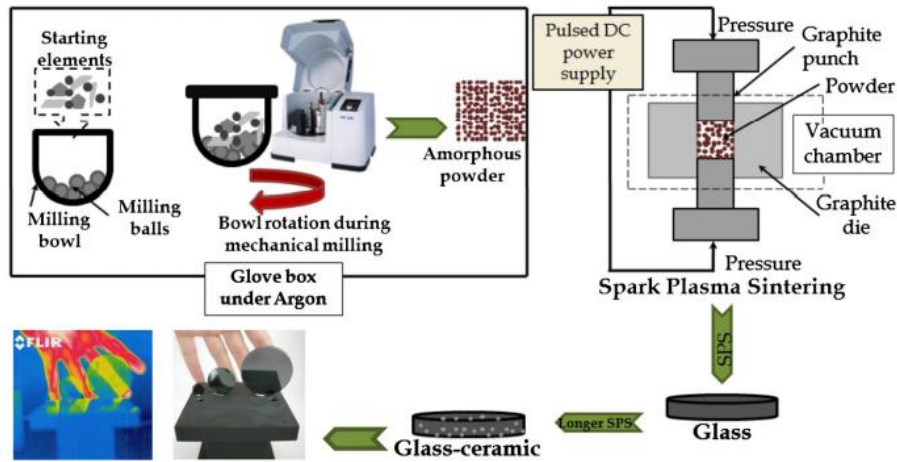 Starting
elements
Milling
bowl
Milling
balls
Bowl rotation during
mechanical milling
Amorphous
powder
Glove box
under Argon
Pulsed DC
power
supply
Pressure
Graphite
punch
Powder
Vacuum
chamber
Graphite
die
Pressure
Spark Plasma Sintering
SPS
Glass
Longer SPS
Glass-ceramic
FLIR